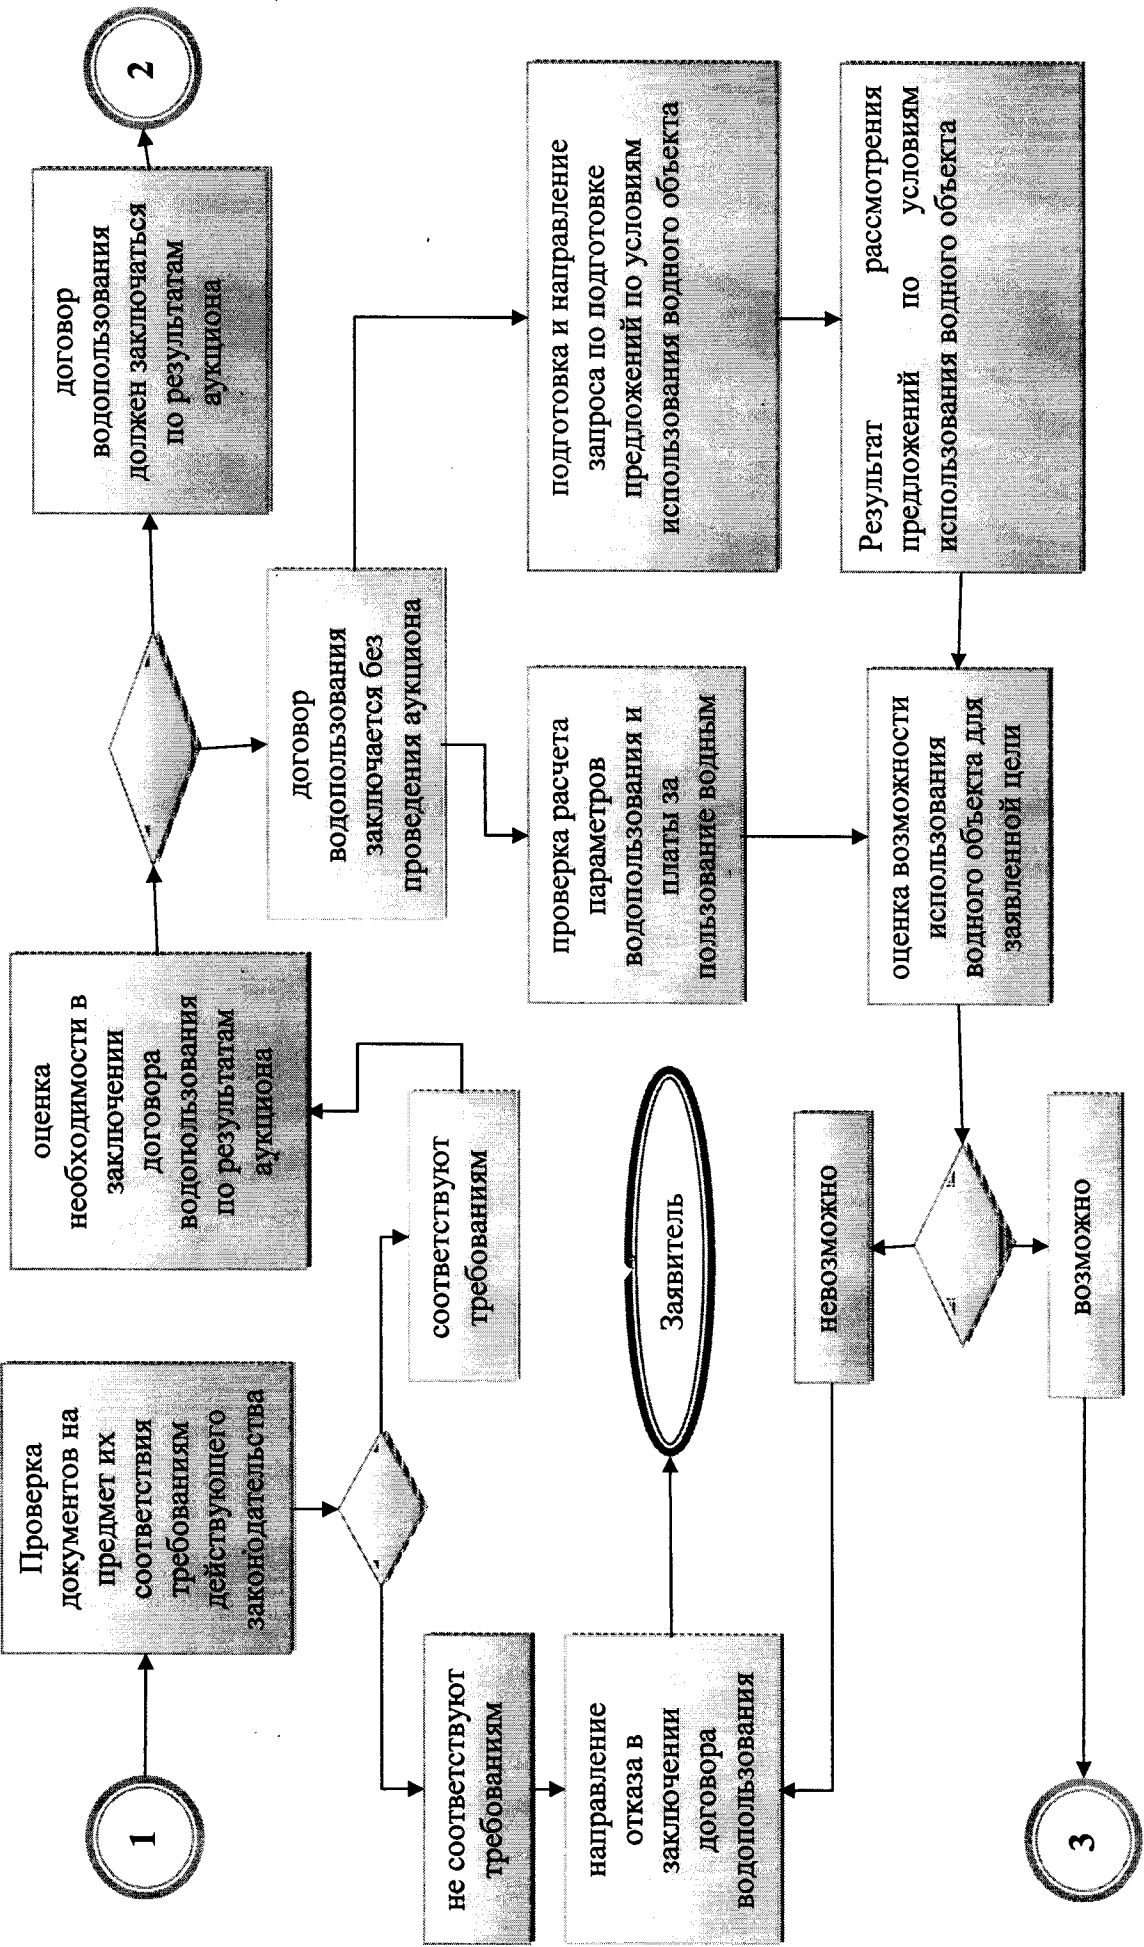 1
Проверка
документов на
предмет их
соответствия
требованиям
действующего
законодательства
оценка
необходимости в
заключении
договора
водопользования
по результатам
аукциона
договор
водопользования
должен заключаться
по результатам
аукциона
2
не соответствуют
требованиям
соответствуют
требованиям
договор
водопользования
заключается без
проведения аукциона
направление
отказа в
заключении
договора
водопользования
Заявитель
проверка расчета
параметров
водопользования и
платы за
пользование водным
подготовка и направление
запроса по подготовке
предложений по условиям
использования водного объекта
невозможно
оценка возможности
использования
водного объекта для
заявленной цели
Результат рассмотрения
предложений по условиям
использования водного объекта
3
возможно